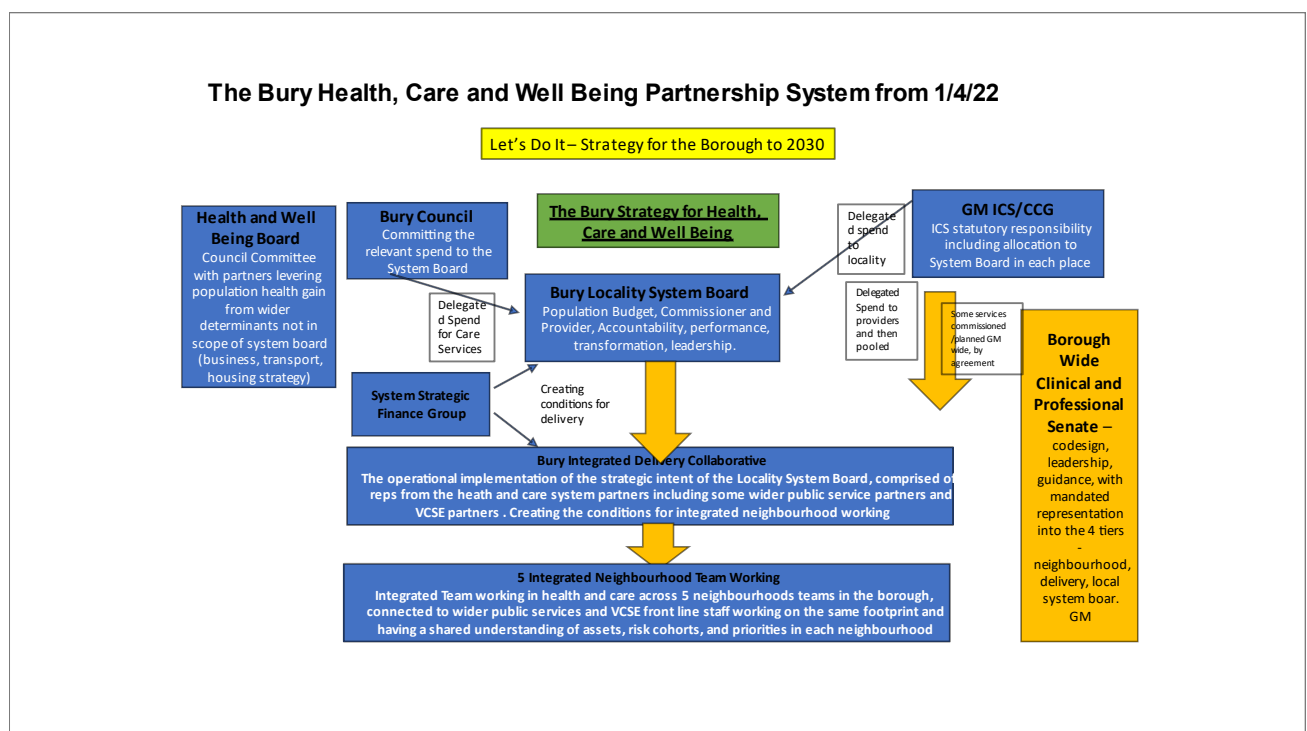 The Bury Health, Care and Well Being Partnership System from 1/4/22
Let's Do It – Strategy for the Borough to 2030
Health and Well
Being Board
Council Committee
with partners levering
population health gain
from wider
determinants not in
scope of system board
(business, transport,
housing strategy)
Bury Council
Committing the
relevant spend to the
System Board
The Bury Strategy for Health,
Care and Well Being
Delegate
d spend
to
locality
GM ICS/CCG
ICS statutory responsibility
including allocation to
System Board in each place
Delegate
d Spend
for Care
Services
Bury Locality System Board
Population Budget, Commissioner and
Provider, Accountability, performance,
transformation, leadership.
Delegated
Spend to
providers
and then
pooled
Some services
commissioned
/planned GM
wide, by
agreement
System Strategic
Finance Group
Creating
conditions for
delivery
Borough
Wide
Clinical and
Professional
Senate –
codesign,
leadership,
guidance, with
mandated
representation
into the 4 tiers
-
neighbourhood,
delivery, local
system boar.
GM
Bury Integrated Delivery Collaborative
The operational implementation of the strategic intent of the Locality System Board, comprised of
reps from the heath and care system partners including some wider public service partners and
VCSE partners . Creating the conditions for integrated neighbourhood working
5 Integrated Neighbourhood Team Working
Integrated Team working in health and care across 5 neighbourhoods teams in the borough,
connected to wider public services and VCSE front line staff working on the same footprint and
having a shared understanding of assets, risk cohorts, and priorities in each neighbourhood